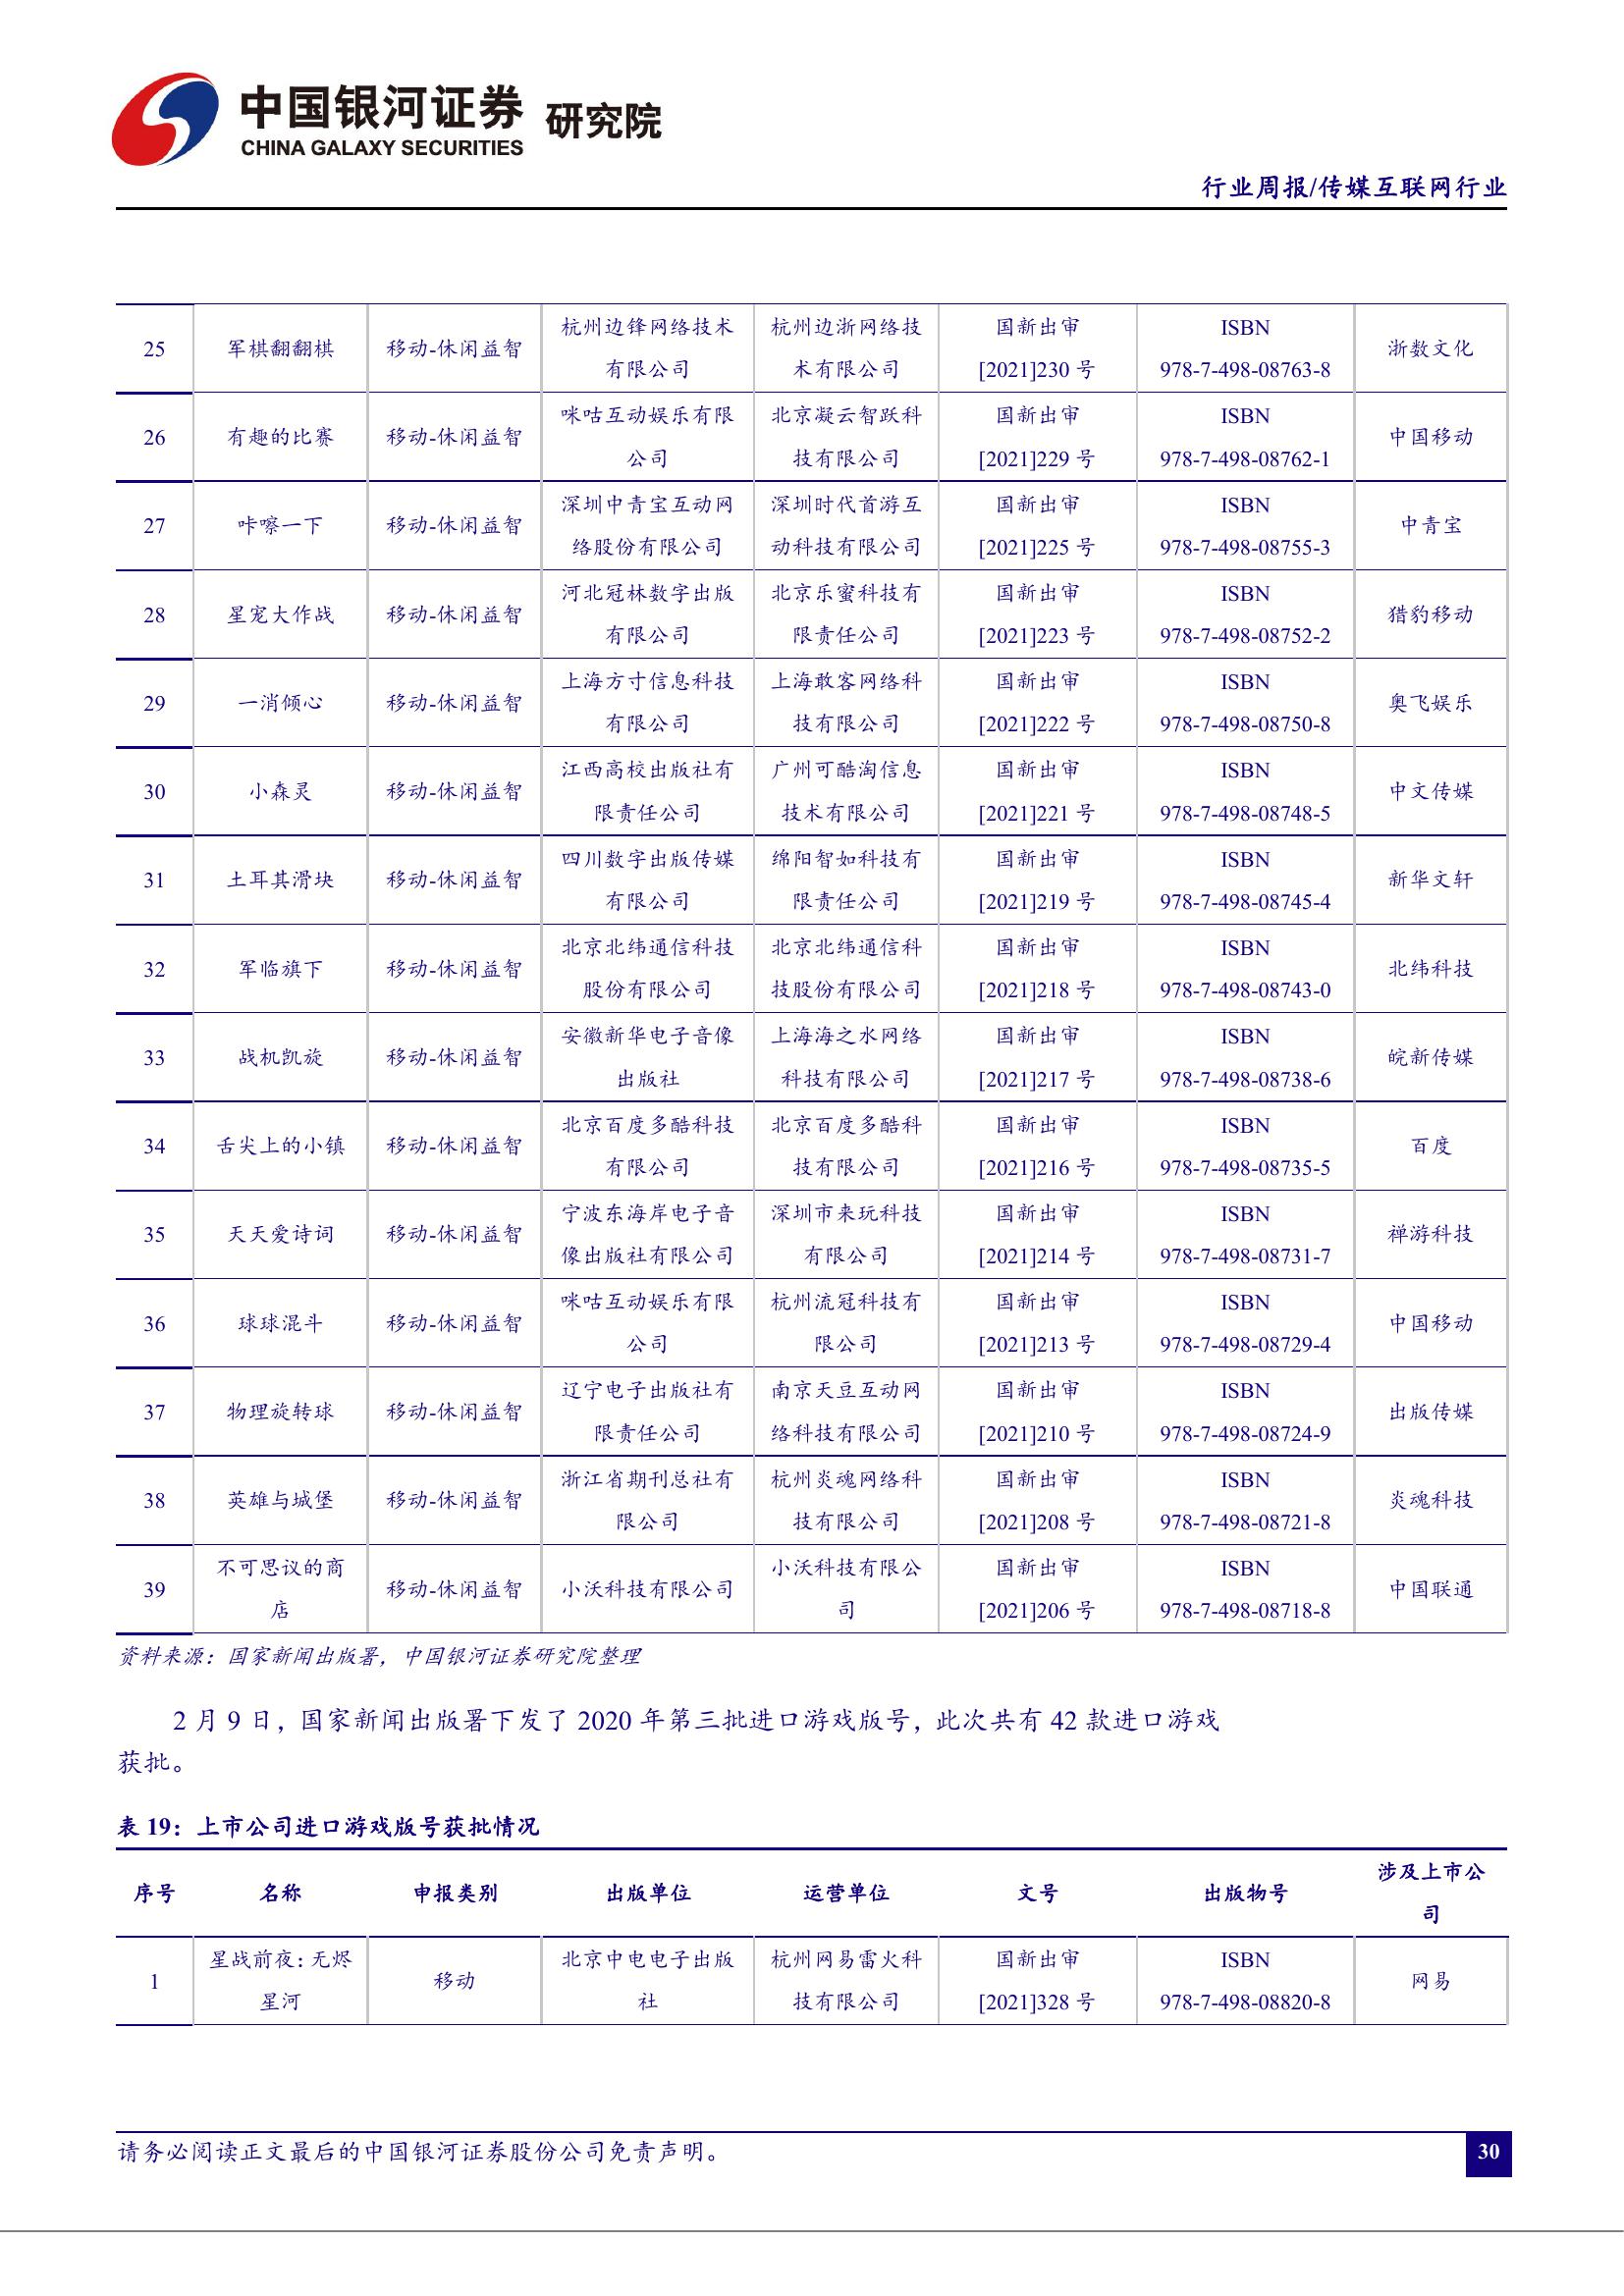 中国银河证券 研究院
CHINA GALAXY SECURITIES
行业周报/传媒互联网行业
25 军棋翻翻棋 移动-休闲益智 杭州边锋网络技术有限公司 杭州边浙网络技术有限公司 国新出审[2021]230 号 ISBN 978-7-498-08763-8 浙数文化
26 有趣的比赛 移动-休闲益智 咪咕互动娱乐有限公司 北京凝云智跃科技有限公司 国新出审[2021]229 号 ISBN 978-7-498-08762-1 中国移动
27 咔嚓一下 移动-休闲益智 深圳中青宝互动网络股份有限公司 深圳时代首游互动科技有限公司 国新出审[2021]225 号 ISBN 978-7-498-08755-3 中青宝
28 星宠大作战 移动-休闲益智 河北冠林数字出版有限公司 北京乐蜜科技有限责任公司 国新出审[2021]223 号 ISBN 978-7-498-08752-2 猎豹移动
29 一消倾心 移动-休闲益智 上海方寸信息科技有限公司 上海敢客网络科技有限公司 国新出审[2021]222 号 ISBN 978-7-498-08750-8 奥飞娱乐
30 小森灵 移动-休闲益智 江西高校出版社有限责任公司 广州可酷淘信息技术有限公司 国新出审[2021]221 号 ISBN 978-7-498-08748-5 中文传媒
31 土耳其滑块 移动-休闲益智 四川数字出版传媒有限公司 绵阳智如科技有限责任公司 国新出审[2021]219 号 ISBN 978-7-498-08745-4 新华文轩
32 军临旗下 移动-休闲益智 北京北纬通信科技股份有限公司 北京北纬通信科技股份有限公司 国新出审[2021]218 号 ISBN 978-7-498-08743-0 北纬科技
33 战机凯旋 移动-休闲益智 安徽新华电子音像出版社 上海海之水网络科技有限公司 国新出审[2021]217 号 ISBN 978-7-498-08738-6 皖新传媒
34 舌尖上的小镇 移动-休闲益智 北京百度多酷科技有限公司 北京百度多酷科技有限公司 国新出审[2021]216 号 ISBN 978-7-498-08735-5 百度
35 天天爱诗词 移动-休闲益智 宁波东海岸电子音像出版社有限公司 深圳市来玩科技有限公司 国新出审[2021]214 号 ISBN 978-7-498-08731-7 禅游科技
36 球球混斗 移动-休闲益智 咪咕互动娱乐有限公司 杭州流冠科技有限公司 国新出审[2021]213 号 ISBN 978-7-498-08729-4 中国移动
37 物理旋转球 移动-休闲益智 辽宁电子出版社有限责任公司 南京天豆互动网络科技有限公司 国新出审[2021]210 号 ISBN 978-7-498-08724-9 出版传媒
38 英雄与城堡 移动-休闲益智 浙江省期刊总社有限公司 杭州炎魂网络科技有限公司 国新出审[2021]208 号 ISBN 978-7-498-08721-8 炎魂科技
39 不可思议的商店 移动-休闲益智 小沃科技有限公司 小沃科技有限公司 国新出审[2021]206 号 ISBN 978-7-498-08718-8 中国联通
资料来源：国家新闻出版署，中国银河证券研究院整理
2 月 9 日，国家新闻出版署下发了 2020 年第三批进口游戏版号，此次共有 42 款进口游戏
获批。
表 19：上市公司进口游戏版号获批情况
序号 名称 申报类别 出版单位 运营单位 文号 出版物号 涉及上市公司
1 星战前夜：无烬星河 移动 北京中电电子出版社 杭州网易雷火科技有限公司 国新出审[2021]328 号 ISBN 978-7-498-08820-8 网易
请务必阅读正文最后的中国银河证券股份公司免责声明。
30